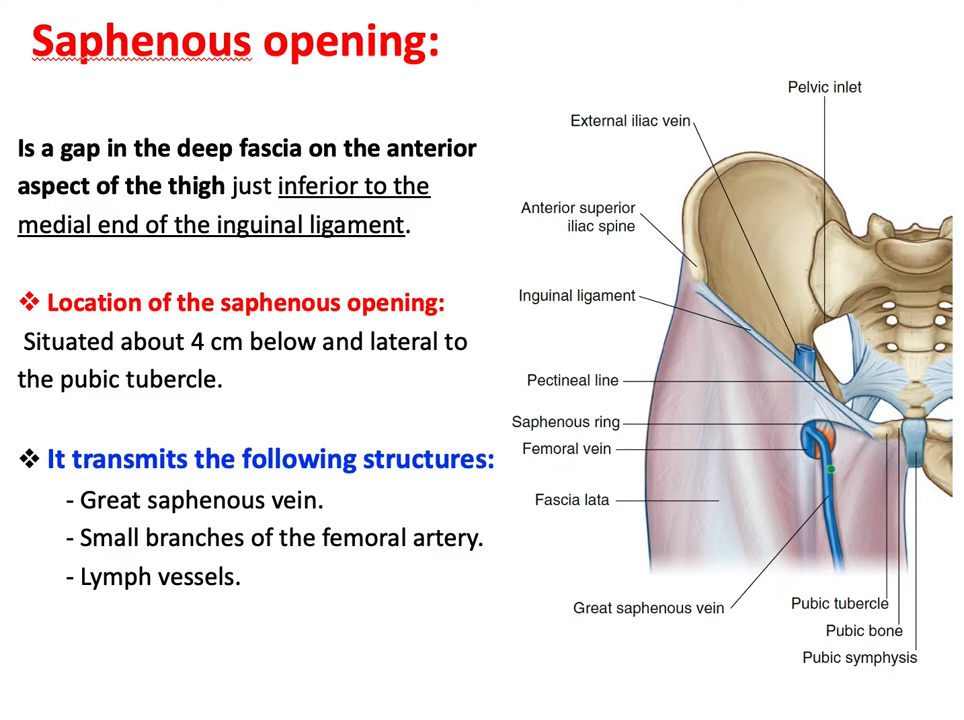 Saphenous opening:
Is a gap in the deep fascia on the anterior
aspect of the thigh just inferior to the
medial end of the inguinal ligament.
❖ Location of the saphenous opening:
Situated about 4 cm below and lateral to
the pubic tubercle.
❖ It transmits the following structures:
- Great saphenous vein.
- Small branches of the femoral artery.
- Lymph vessels.
Pelvic inlet
External iliac vein
Anterior superior
iliac spine
Inguinal ligament
Pectineal line
Saphenous ring
Femoral vein
Fascia lata
Great saphenous vein
Pubic tubercle
Pubic bone
Pubic symphysis